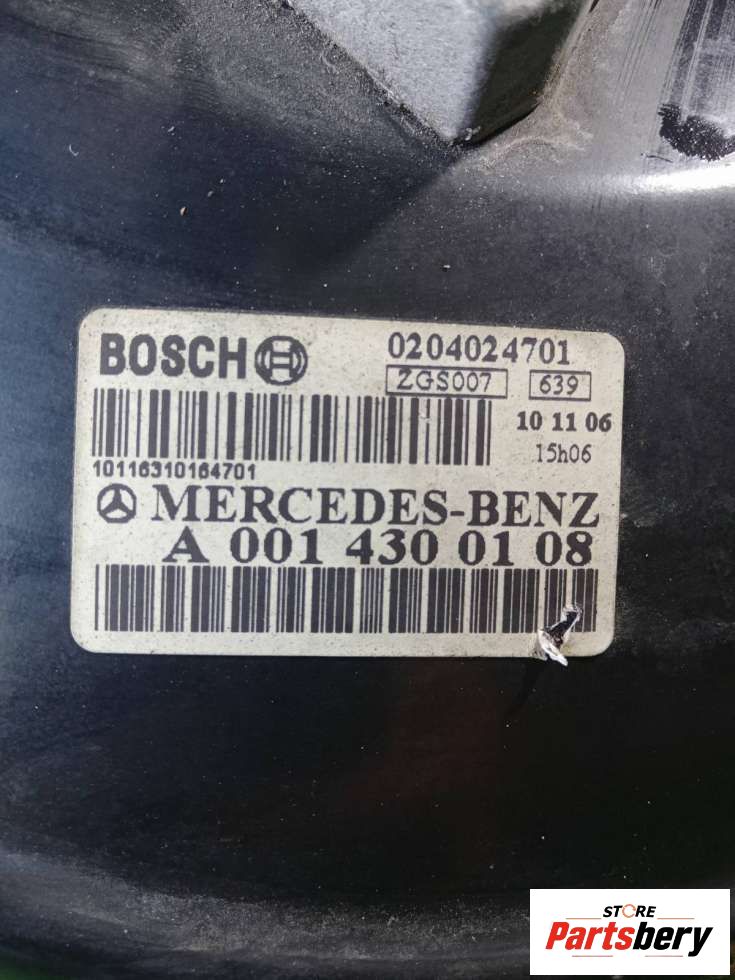 BOSCH 0204024701
ZGS007 639
10 11 06
15h06
10116310164701
MERCEDES-BENZ
A 001 430 01 08
STORE
Partsbery